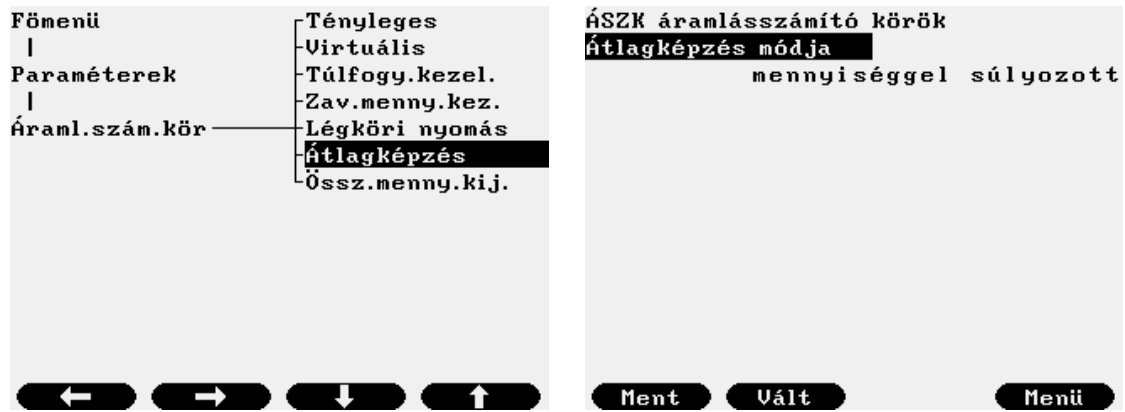 Fömenü
Paraméterek
Áraml.szám.kör
Tényleges
Virtuális
Túlfogy.kezel.
Zav.menny.kez.
Légköri nyomás
Átlagképzés
Össz.menny.kij.
ÁSZK áramlásszámító körök
Átlagképzés módja
mennyiséggel súlyozott
Ment Vált Menü